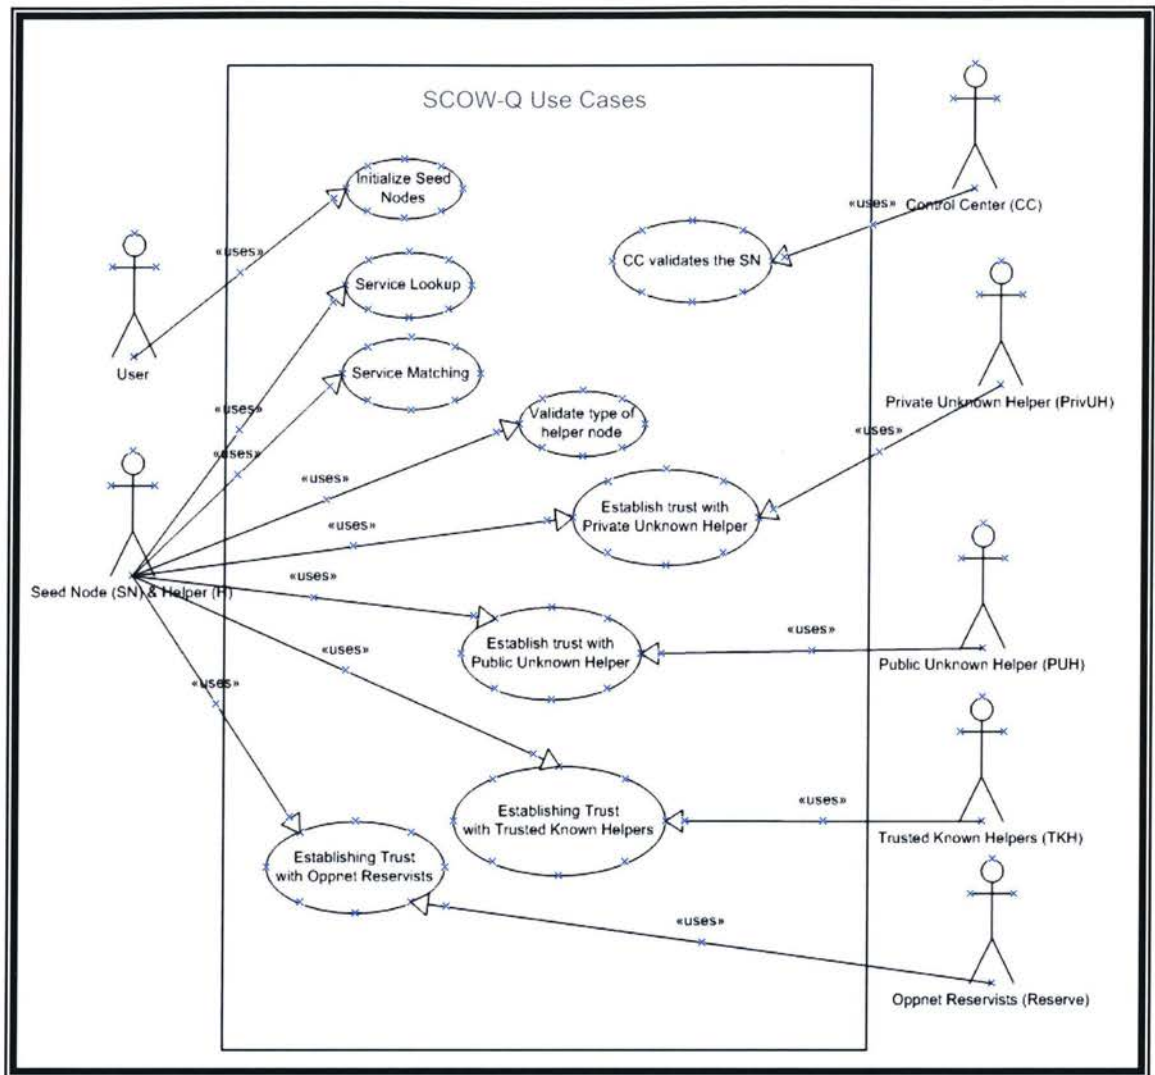 SCOW-Q Use Cases
Initialize Seed
Nodes
«uses»
Control Center (CC)
«uses»
CC validates the SN
«uses»
Service Lookup
User
Service Matching
Private Unknown Helper (PrivUH)
«uses»
«uses»
Validate type of
helper node
«uses»
«uses»
Establish trust with
Private Unknown Helper
«uses»
Seed Node (SN) & Helper (H)
«uses»
Establish trust with
Public Unknown Helper
«uses»
Public Unknown Helper (PUH)
«uses»
«uses»
Establishing Trust
with Trusted Known Helpers
«uses»
Trusted Known Helpers (TKH)
Establishing Trust
with Oppnet Reservists
«uses»
Oppnet Reservists (Reserve)